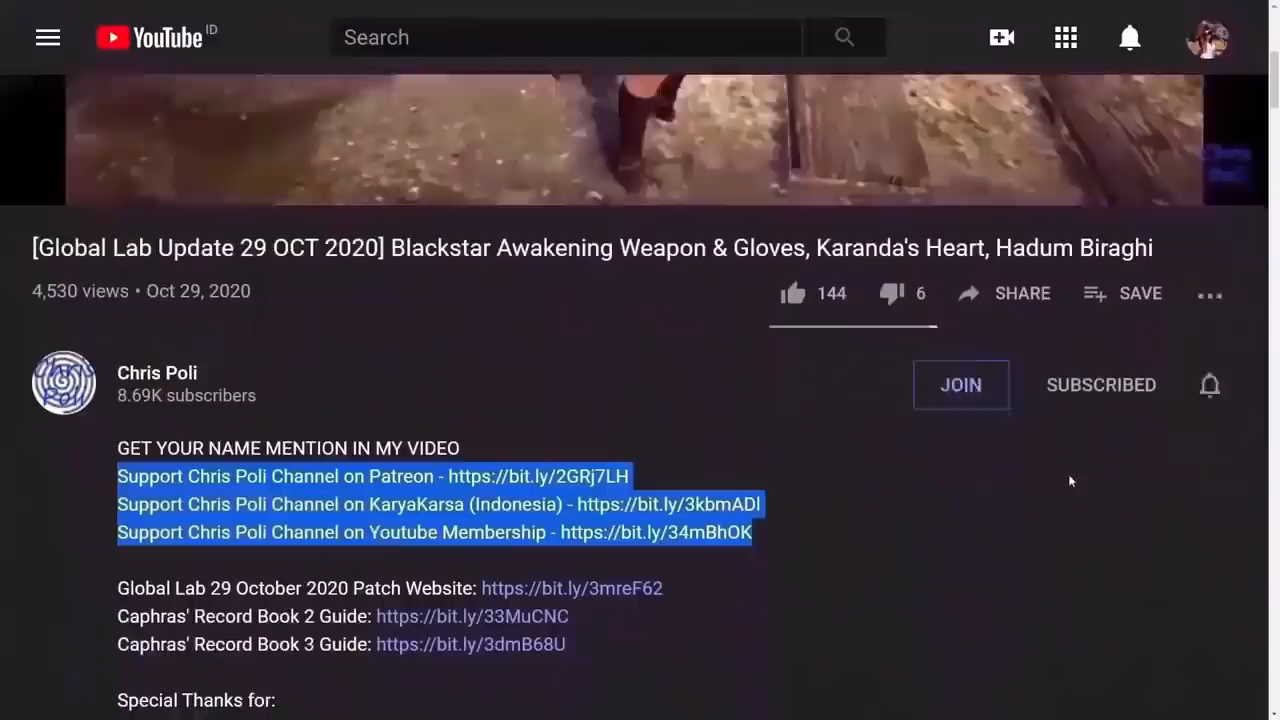 YouTube ID
Search
[Global Lab Update 29 OCT 2020] Blackstar Awakening Weapon & Gloves, Karanda's Heart, Hadum Biraghi
4,530 views • Oct 29, 2020
144 6 SHARE SAVE
Chris Poli
8.69K subscribers
JOIN SUBSCRIBED
GET YOUR NAME MENTION IN MY VIDEO
Support Chris Poli Channel on Patreon - https://bit.ly/2GRj7LH
Support Chris Poli Channel on KaryaKarsa (Indonesia) - https://bit.ly/3kbmADl
Support Chris Poli Channel on Youtube Membership - https://bit.ly/34mBhOK
Global Lab 29 October 2020 Patch Website: https://bit.ly/3mreF62
Caphras' Record Book 2 Guide: https://bit.ly/33MuCNC
Caphras' Record Book 3 Guide: https://bit.ly/3dmB68U
Special Thanks for: